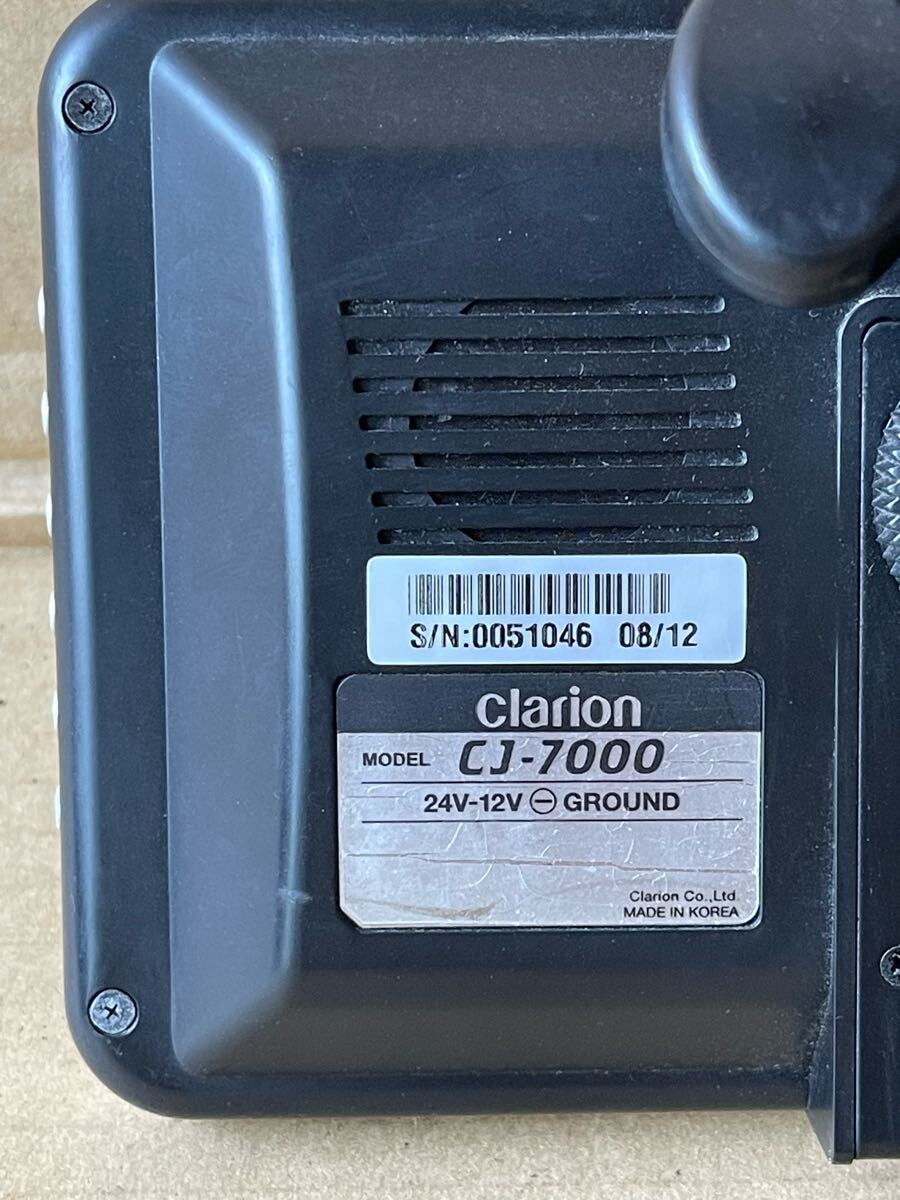 S/N:0051046 08/12
clarion
MODEL CJ-7000
24V-12V ⊖ GROUND
Clarion Co.,Ltd
MADE IN KOREA